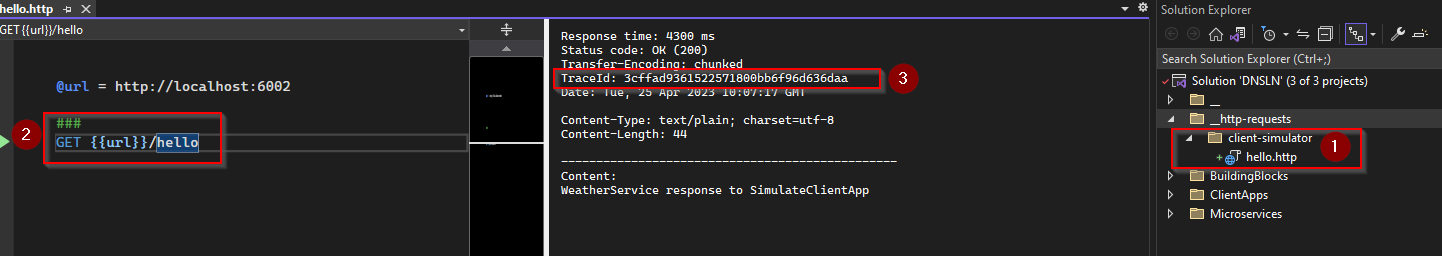 hello.http
GET {{url}}/hello
@url = http://localhost:6002
###
2
GET {{url}}/hello
Response time: 4300 ms
Status code: OK (200)
Transfer-Encoding: chunked
TraceId: 3cffad9361522571800bb6f96d636daa
3
Date: Tue, 25 Apr 2023 10:07:17 GMT
Content-Type: text/plain; charset=utf-8
Content-Length: 44
------------------------------------------------
Content:
WeatherService response to SimulateClientApp
Solution Explorer
Search Solution Explorer (Ctrl+;)
Solution 'DNSLN' (3 of 3 projects)
__
__http-requests
client-simulator
1
hello.http
BuildingBlocks
ClientApps
Microservices